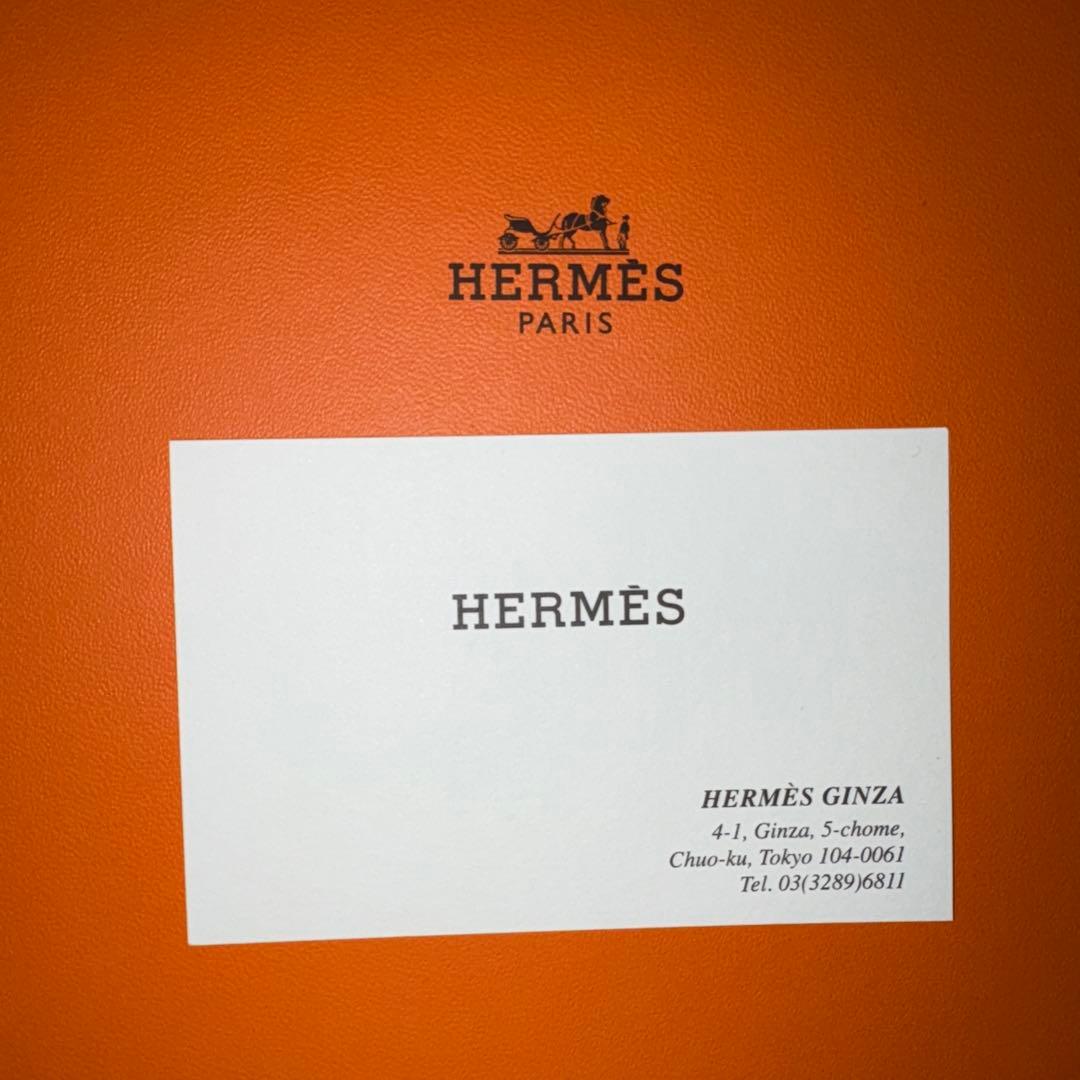 HERMÈS
PARIS
HERMÈS
HERMÈS GINZA
4-1, Ginza, 5-chome,
Chuo-ku, Tokyo 104-0061
Tel. 03(3289)6811